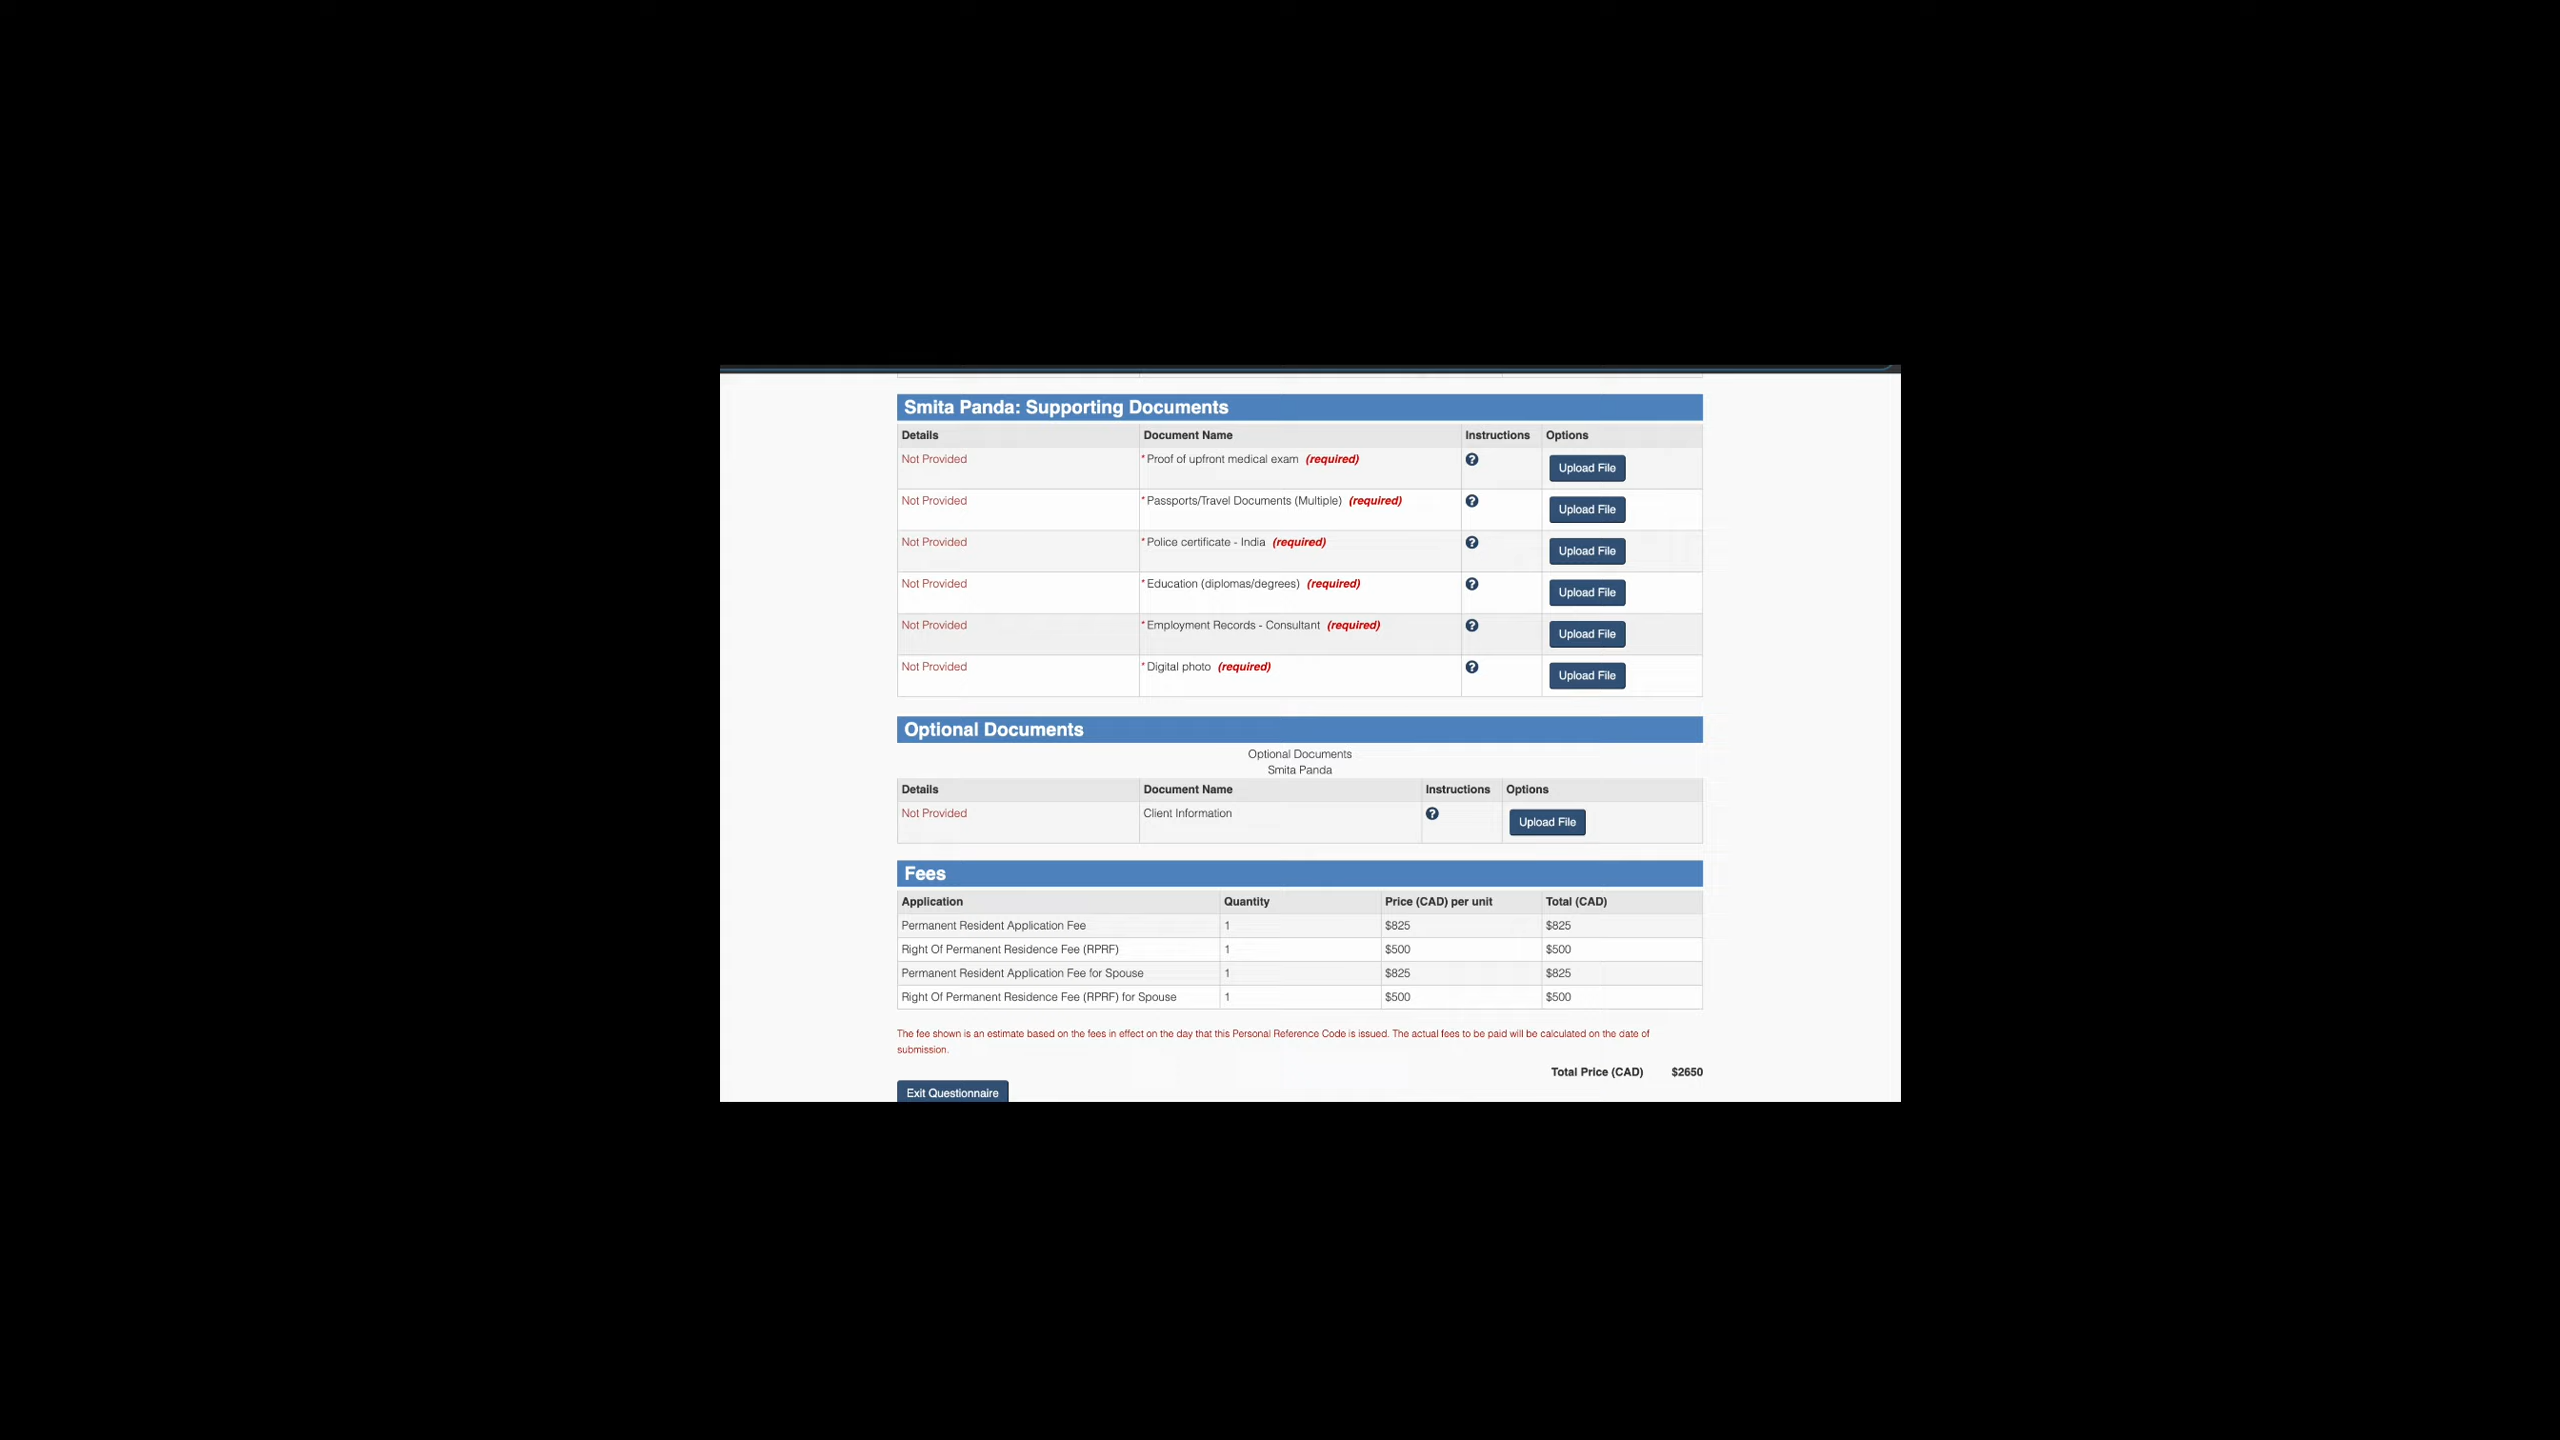 Smita Panda: Supporting Documents
Details Document Name Instructions Options
Not Provided * Proof of upfront medical exam (required) ? Upload File
Not Provided * Passports/Travel Documents (Multiple) (required) ? Upload File
Not Provided * Police certificate - India (required) ? Upload File
Not Provided * Education (diplomas/degrees) (required) ? Upload File
Not Provided * Employment Records - Consultant (required) ? Upload File
Not Provided * Digital photo (required) ? Upload File
Optional Documents
Optional Documents
Smita Panda
Details Document Name Instructions Options
Not Provided Client Information ? Upload File
Fees
Application Quantity Price (CAD) per unit Total (CAD)
Permanent Resident Application Fee 1 $825 $825
Right Of Permanent Residence Fee (RPRF) 1 $500 $500
Permanent Resident Application Fee for Spouse 1 $825 $825
Right Of Permanent Residence Fee (RPRF) for Spouse 1 $500 $500
The fee shown is an estimate based on the fees in effect on the day that this Personal Reference Code is issued. The actual fees to be paid will be calculated on the date of
submission.
Total Price (CAD) $2650
Exit Questionnaire